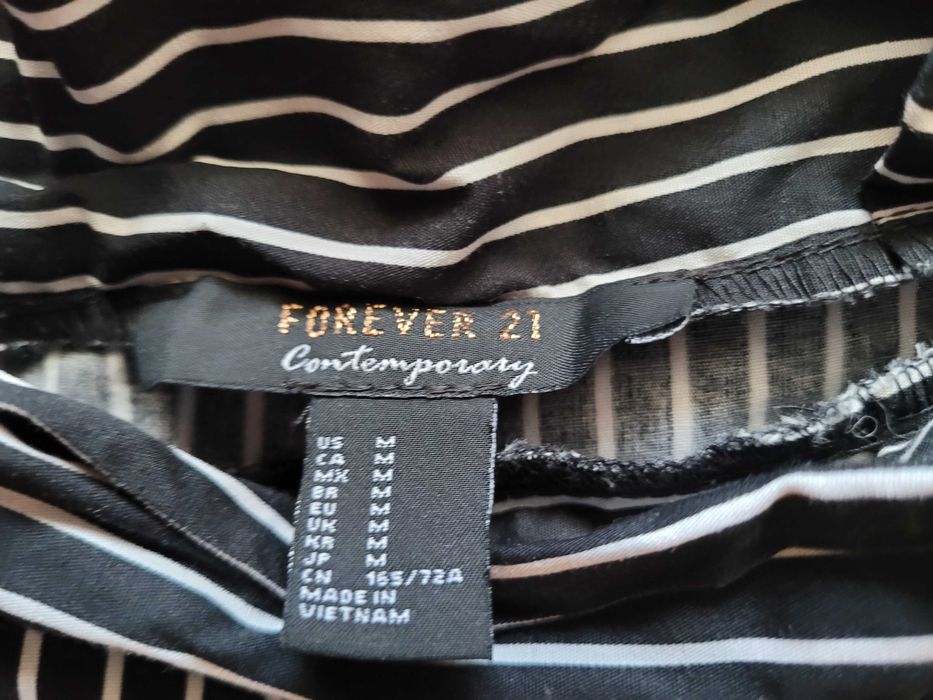 FOREVER 21
Contemporary
US M
CA M
MX M
BR M
EU M
UK M
KR M
JP M
CN 165/72A
MADE IN
VIETNAM